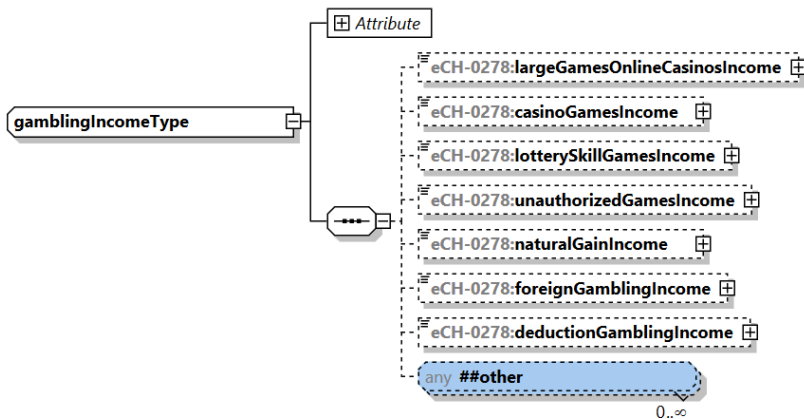 Attribute
eCH-0278:largeGamesOnlineCasinosIncome
gamblingIncomeType
eCH-0278:casinoGamesIncome
eCH-0278:lotterySkillGamesIncome
eCH-0278:unauthorizedGamesIncome
eCH-0278:naturalGainIncome
eCH-0278:foreignGamblingIncome
eCH-0278:deductionGamblingIncome
any ##other
0..∞